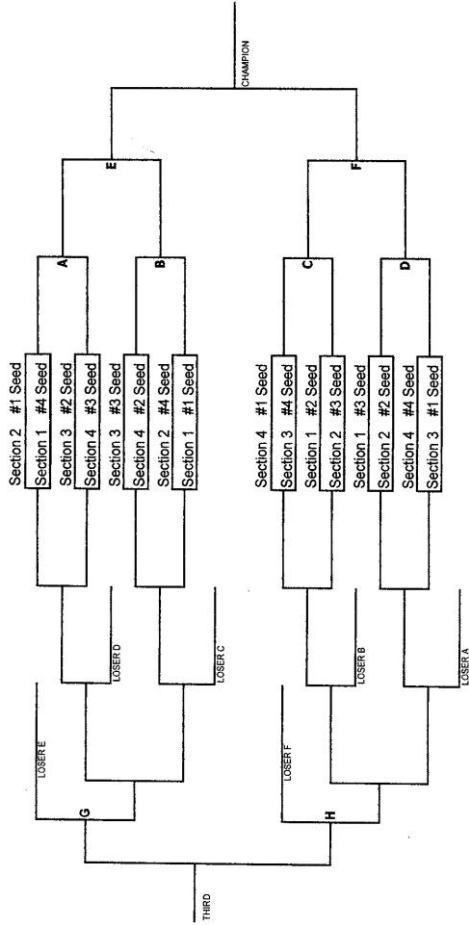 Section 2 #1 Seed
Section 1 #4 Seed
Section 3 #2 Seed
Section 4 #3 Seed
Section 3 #3 Seed
Section 4 #2 Seed
Section 2 #4 Seed
Section 1 #1 Seed
Section 4 #1 Seed
Section 3 #4 Seed
Section 1 #2 Seed
Section 2 #3 Seed
Section 1 #3 Seed
Section 2 #2 Seed
Section 4 #4 Seed
Section 3 #1 Seed
A
B
C
D
E
F
CHAMPION
LOSER D
LOSER C
LOSER B
LOSER A
LOSER E
LOSER F
G
H
THIRD